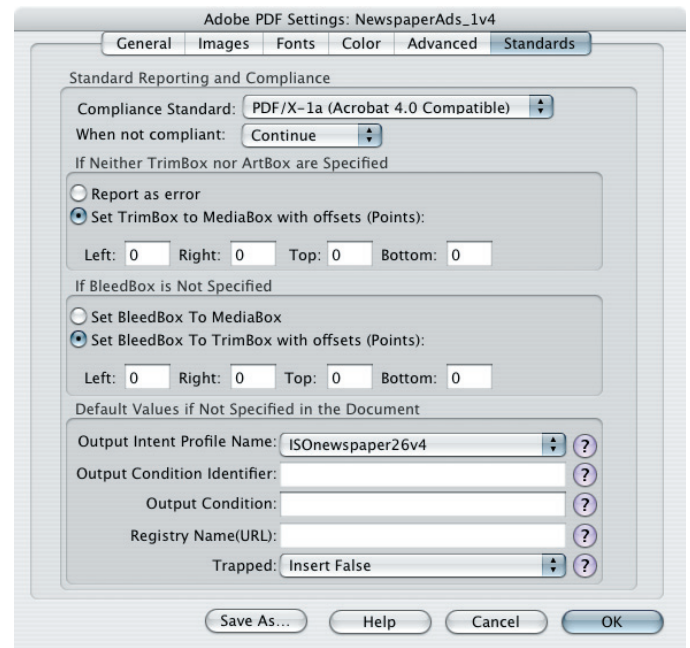 Adobe PDF Settings: NewspaperAds_1v4
General Images Fonts Color Advanced Standards
Standard Reporting and Compliance
Compliance Standard: PDF/X-1a (Acrobat 4.0 Compatible)
When not compliant: Continue
If Neither TrimBox nor ArtBox are Specified
Report as error
Set TrimBox to MediaBox with offsets (Points):
Left: 0 Right: 0 Top: 0 Bottom: 0
If BleedBox is Not Specified
Set BleedBox To MediaBox
Set BleedBox To TrimBox with offsets (Points):
Left: 0 Right: 0 Top: 0 Bottom: 0
Default Values if Not Specified in the Document
Output Intent Profile Name: ISOnewspaper26v4 ?
Output Condition Identifier: ?
Output Condition: ?
Registry Name(URL): ?
Trapped: Insert False ?
Save As... Help Cancel OK